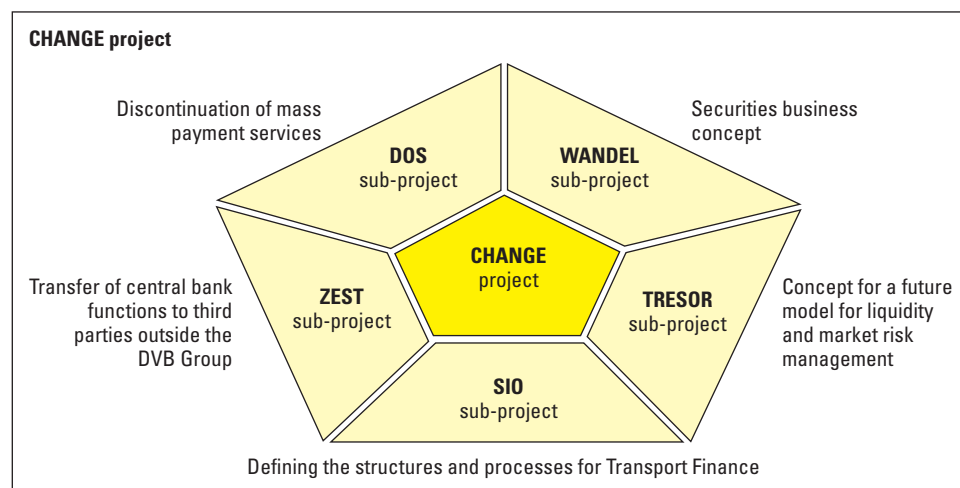 CHANGE project
Discontinuation of mass
payment services
Securities business
concept
DOS
sub-project
WANDEL
sub-project
CHANGE
project
Transfer of central bank
functions to third
parties outside the
DVB Group
ZEST
sub-project
TRESOR
sub-project
Concept for a future
model for liquidity
and market risk
management
SIO
sub-project
Defining the structures and processes for Transport Finance